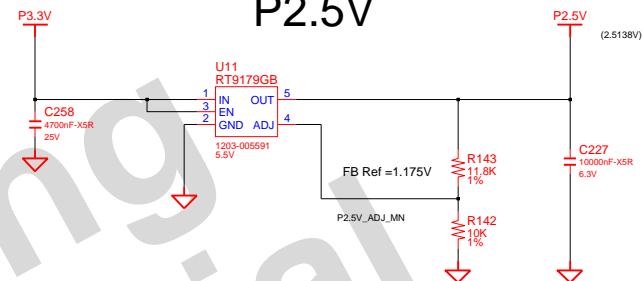 P2.5V
P3.3V
P2.5V
(2.5138V)
U11
RT9179GB
1 IN OUT 5
3 EN
2 GND ADJ 4
1203-005591
5.5V
C258
4700nF-X5R
25V
FB Ref =1.175V
R143
11.8K
1%
C227
10000nF-X5R
6.3V
P2.5V_ADJ_MN
R142
10K
1%